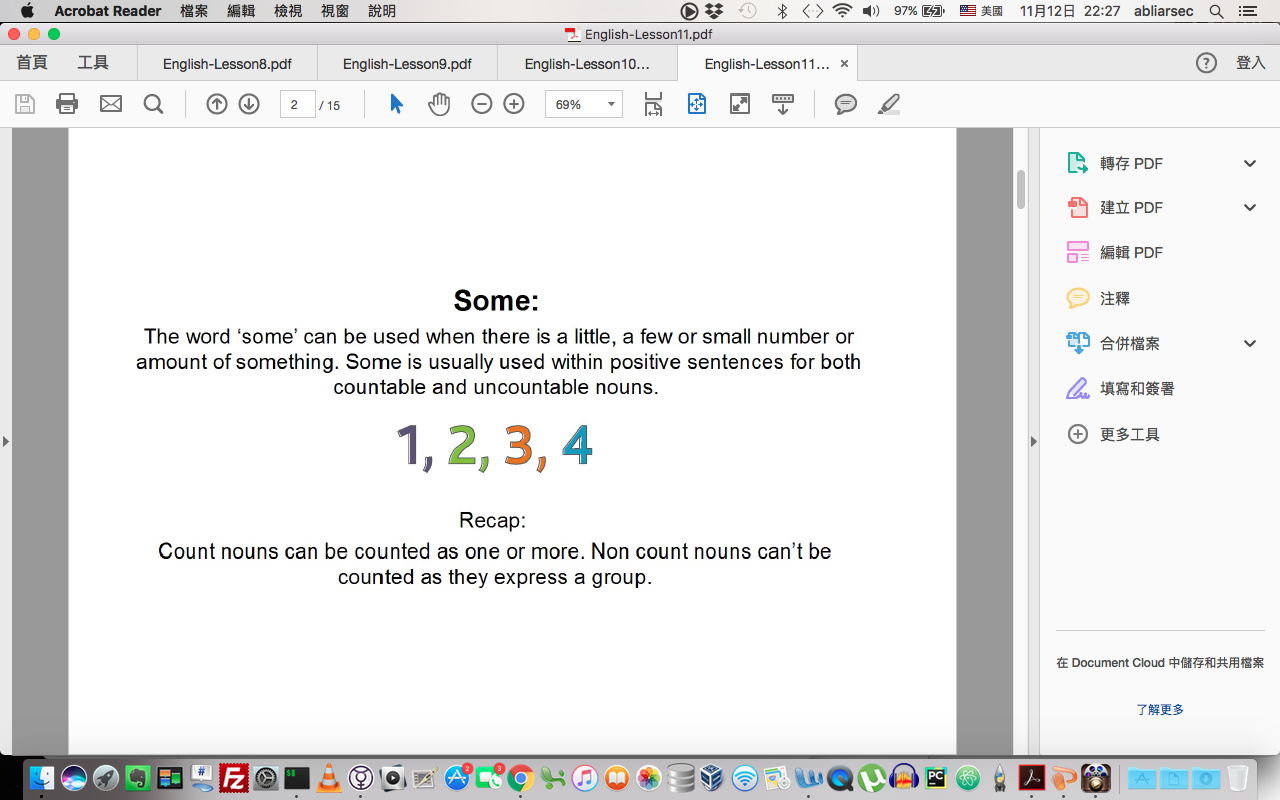 Acrobat Reader 檔案 編輯 檢視 視窗 說明 97% 美國 11月12日 22:27 abliarsec
English-Lesson11.pdf
首頁 工具 English-Lesson8.pdf English-Lesson9.pdf English-Lesson10... English-Lesson11... × ? 登入
2 / 15 69%
轉存 PDF
建立 PDF
編輯 PDF
注釋
合併檔案
填寫和簽署
更多工具
在 Document Cloud 中儲存和共用檔案
了解更多
Some:
The word ‘some’ can be used when there is a little, a few or small number or
amount of something. Some is usually used within positive sentences for both
countable and uncountable nouns.
1, 2, 3, 4
Recap:
Count nouns can be counted as one or more. Non count nouns can’t be
counted as they express a group.
# Fz $$ 2 3 PC